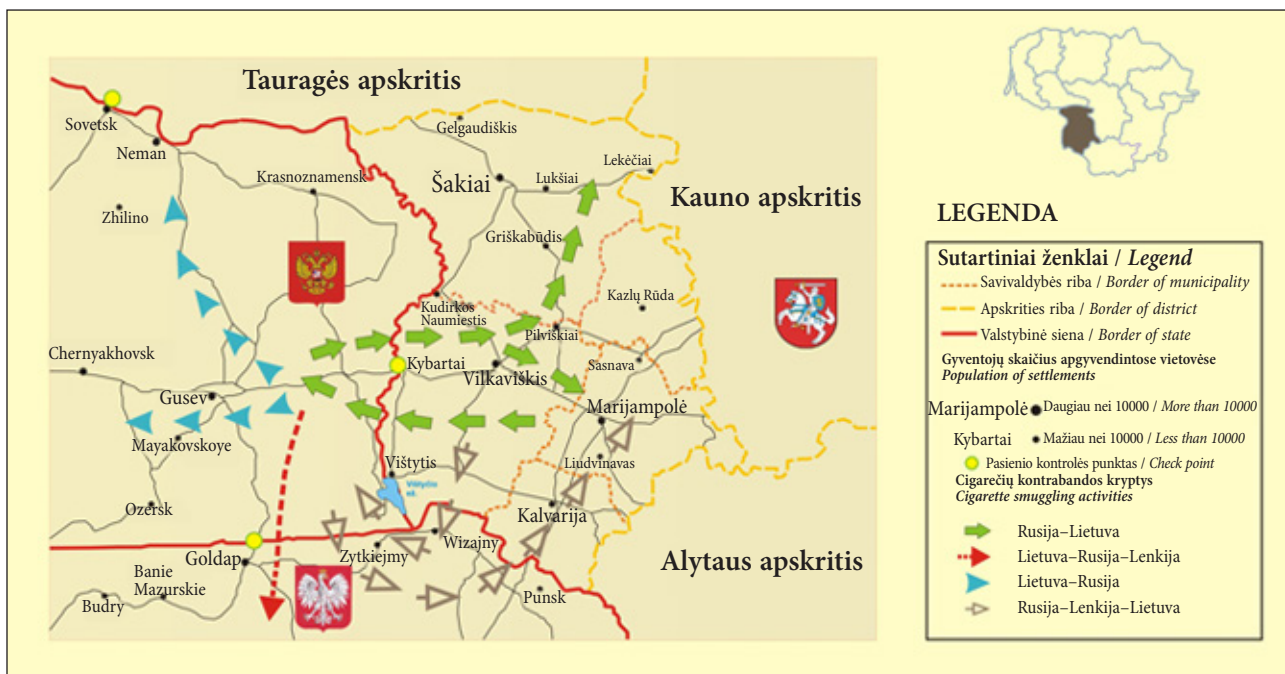 Tauragės apskritis
Sovetsk
Neman
Gelgaudiškis
Lekėčiai
Krasnoznamensk
Šakiai
Lukšiai
Kauno apskritis
Zhilino
Griškabūdis
Kudirkos
Naumiestis
Kazlų Rūda
Pilviškiai
Chernyakhovsk
Kybartai
Vilkaviškis
Sasnava
Gusev
Marijampolė
Mayakovskoye
Vištytis
Liudvinavas
Vištyčio
ež.
Ozersk
Kalvarija
Goldap
Zytkiejmy
Wizajny
Alytaus apskritis
Banie
Mazurskie
Budry
Punsk
LEGENDA
Sutartiniai ženklai / Legend
Savivaldybės riba / Border of municipality
Apskrities riba / Border of district
Valstybinė siena / Border of state
Gyventojų skaičius apgyvendintose vietovėse
Population of settlements
Marijampolė Daugiau nei 10000 / More than 10000
Kybartai Mažiau nei 10000 / Less than 10000
Pasienio kontrolės punktas / Check point
Cigarečių kontrabandos kryptys
Cigarette smuggling activities
Rusija–Lietuva
Lietuva–Rusija–Lenkija
Lietuva–Rusija
Rusija–Lenkija–Lietuva